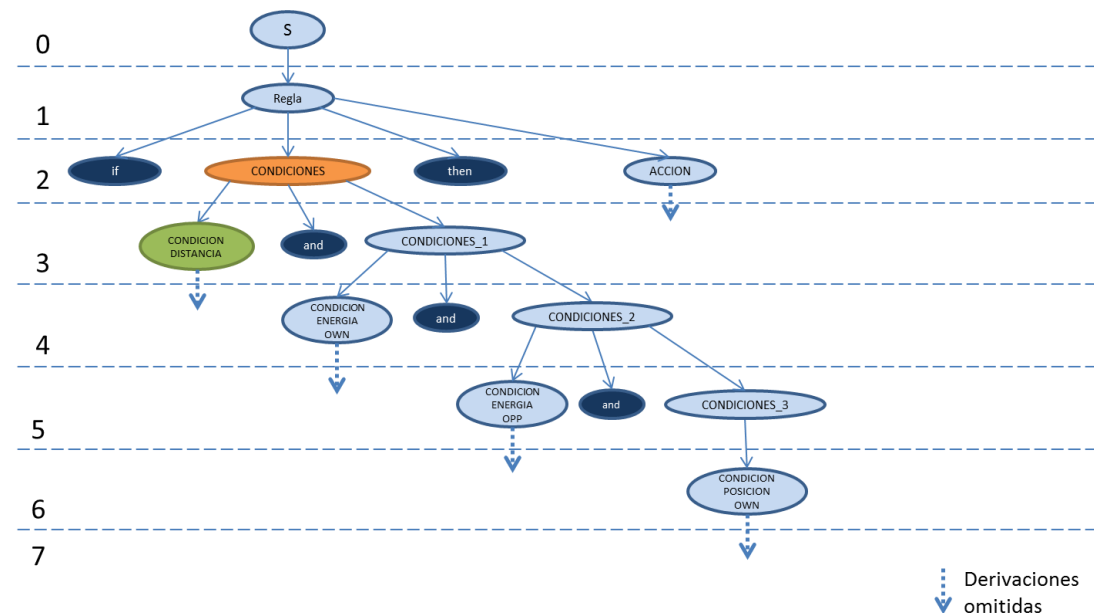 0
S
1
Regla
2
if
CONDICIONES
then
ACCION
3
CONDICION
DISTANCIA
and
CONDICIONES_1
4
CONDICION
ENERGIA
OWN
and
CONDICIONES_2
5
CONDICION
ENERGIA
OPP
and
CONDICIONES_3
6
CONDICION
POSICION
OWN
7
Derivaciones
omitidas